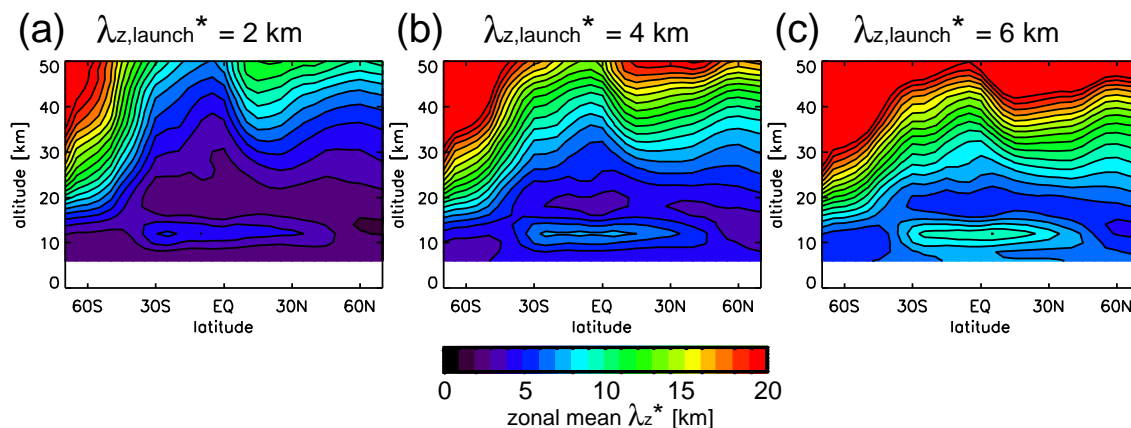 (a) λz,launch* = 2 km (b) λz,launch* = 4 km (c) λz,launch* = 6 km
50 50 50
40 40 40
30 30 30
20 20 20
10 10 10
0 0 0
altitude [km] altitude [km] altitude [km]
60S 30S EQ 30N 60N 60S 30S EQ 30N 60N 60S 30S EQ 30N 60N
latitude latitude latitude
0 5 10 15 20
zonal mean λz* [km]